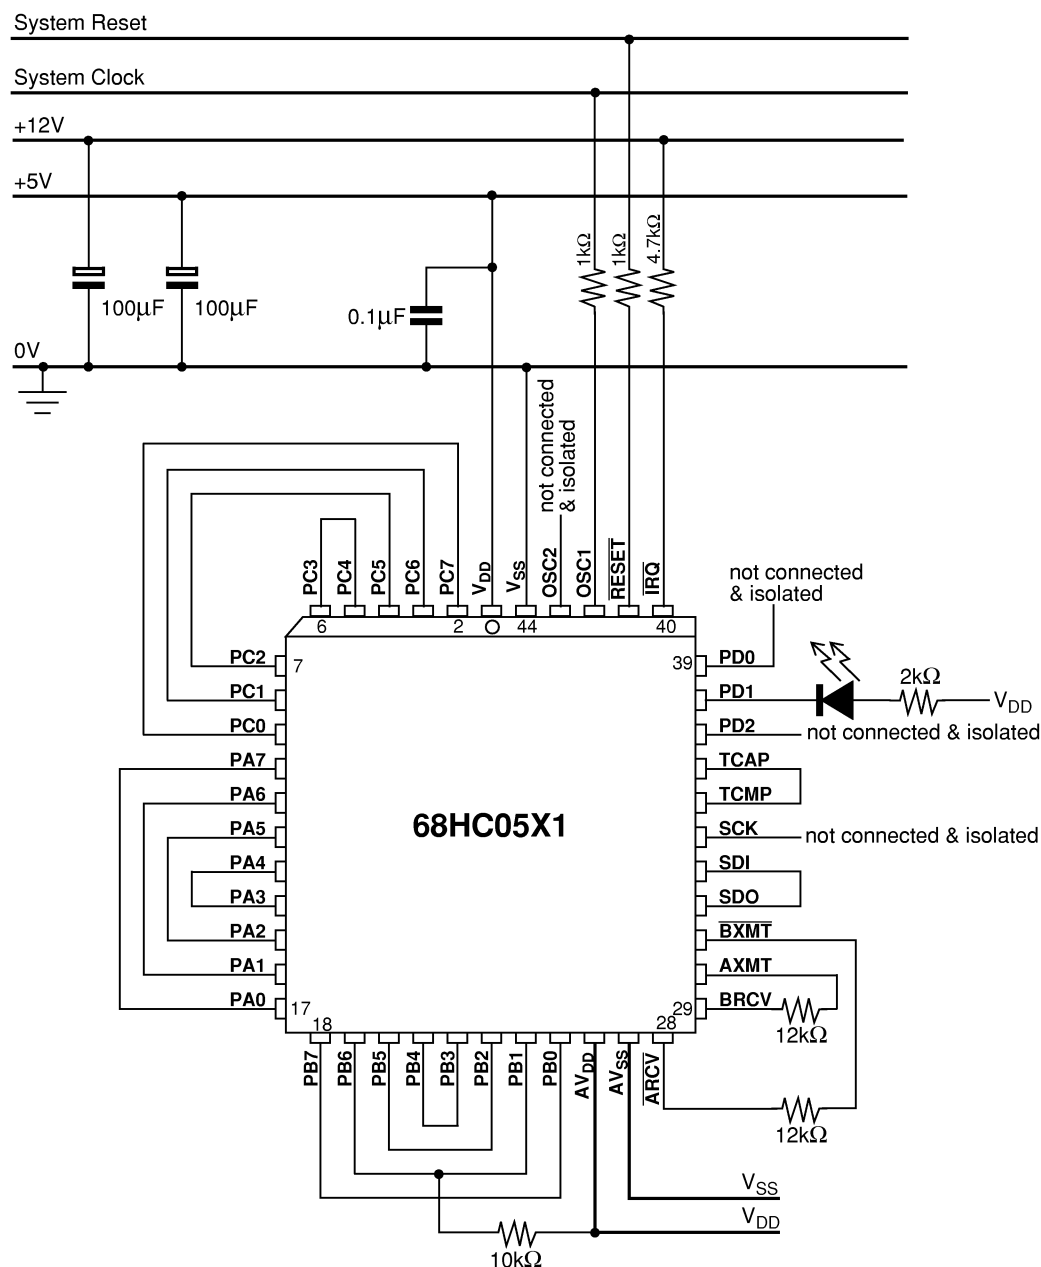 System Reset
System Clock
+12V
+5V
1kΩ
1kΩ
4.7kΩ
100µF
100µF
0.1µF
0V
not connected
& isolated
PC3
PC4
PC5
PC6
PC7
VDD
VSS
OSC2
OSC1
RESET
IRQ
6
2
44
40
not connected
& isolated
PC2
7
39
PD0
PC1
PD1
2kΩ
VDD
PC0
PD2
not connected & isolated
PA7
TCAP
PA6
TCMP
PA5
68HC05X1
SCK
not connected & isolated
PA4
SDI
PA3
SDO
PA2
BXMT
PA1
AXMT
PA0
17
29
BRCV
12kΩ
18
28
PB7
PB6
PB5
PB4
PB3
PB2
PB1
PB0
AVDD
AVSS
ARCV
12kΩ
VSS
VDD
10kΩ